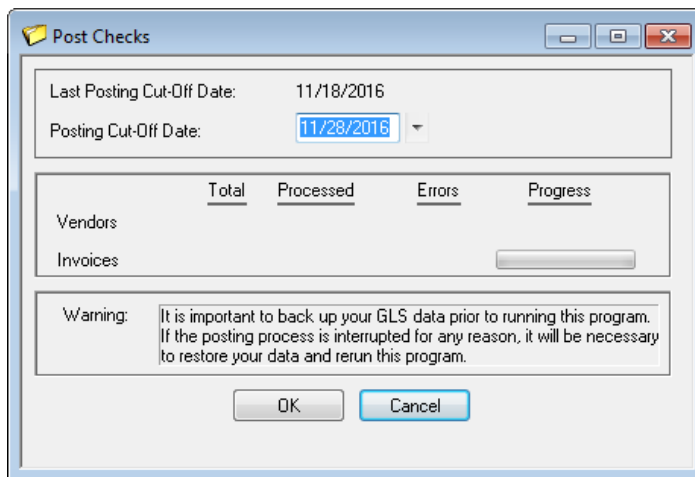 Post Checks
Last Posting Cut-Off Date: 11/18/2016
Posting Cut-Off Date: 11/28/2016
Total Processed Errors Progress
Vendors
Invoices
Warning: It is important to back up your GLS data prior to running this program.
If the posting process is interrupted for any reason, it will be necessary
to restore your data and rerun this program.
OK Cancel